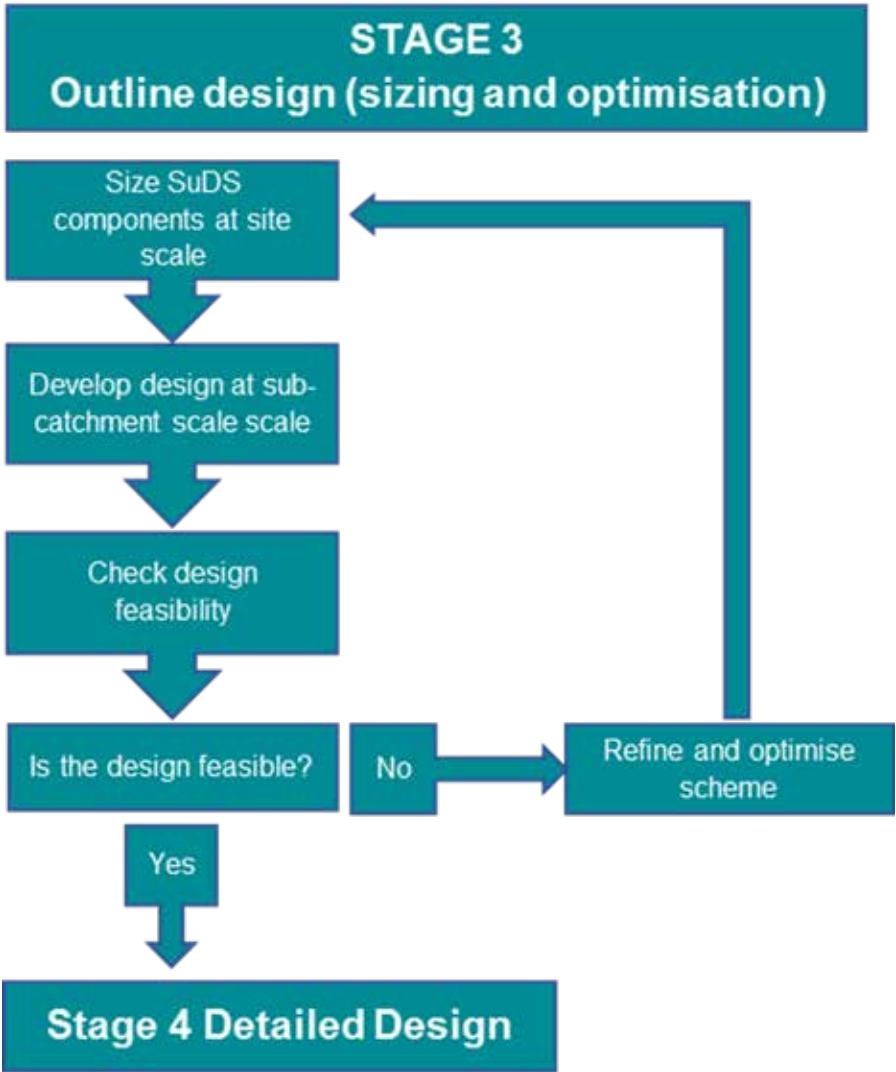 STAGE 3
Outline design (sizing and optimisation)
Size SuDS
components at site
scale
Develop design at sub-
catchment scale scale
Check design
feasibility
Is the design feasible?
No
Refine and optimise
scheme
Yes
Stage 4 Detailed Design